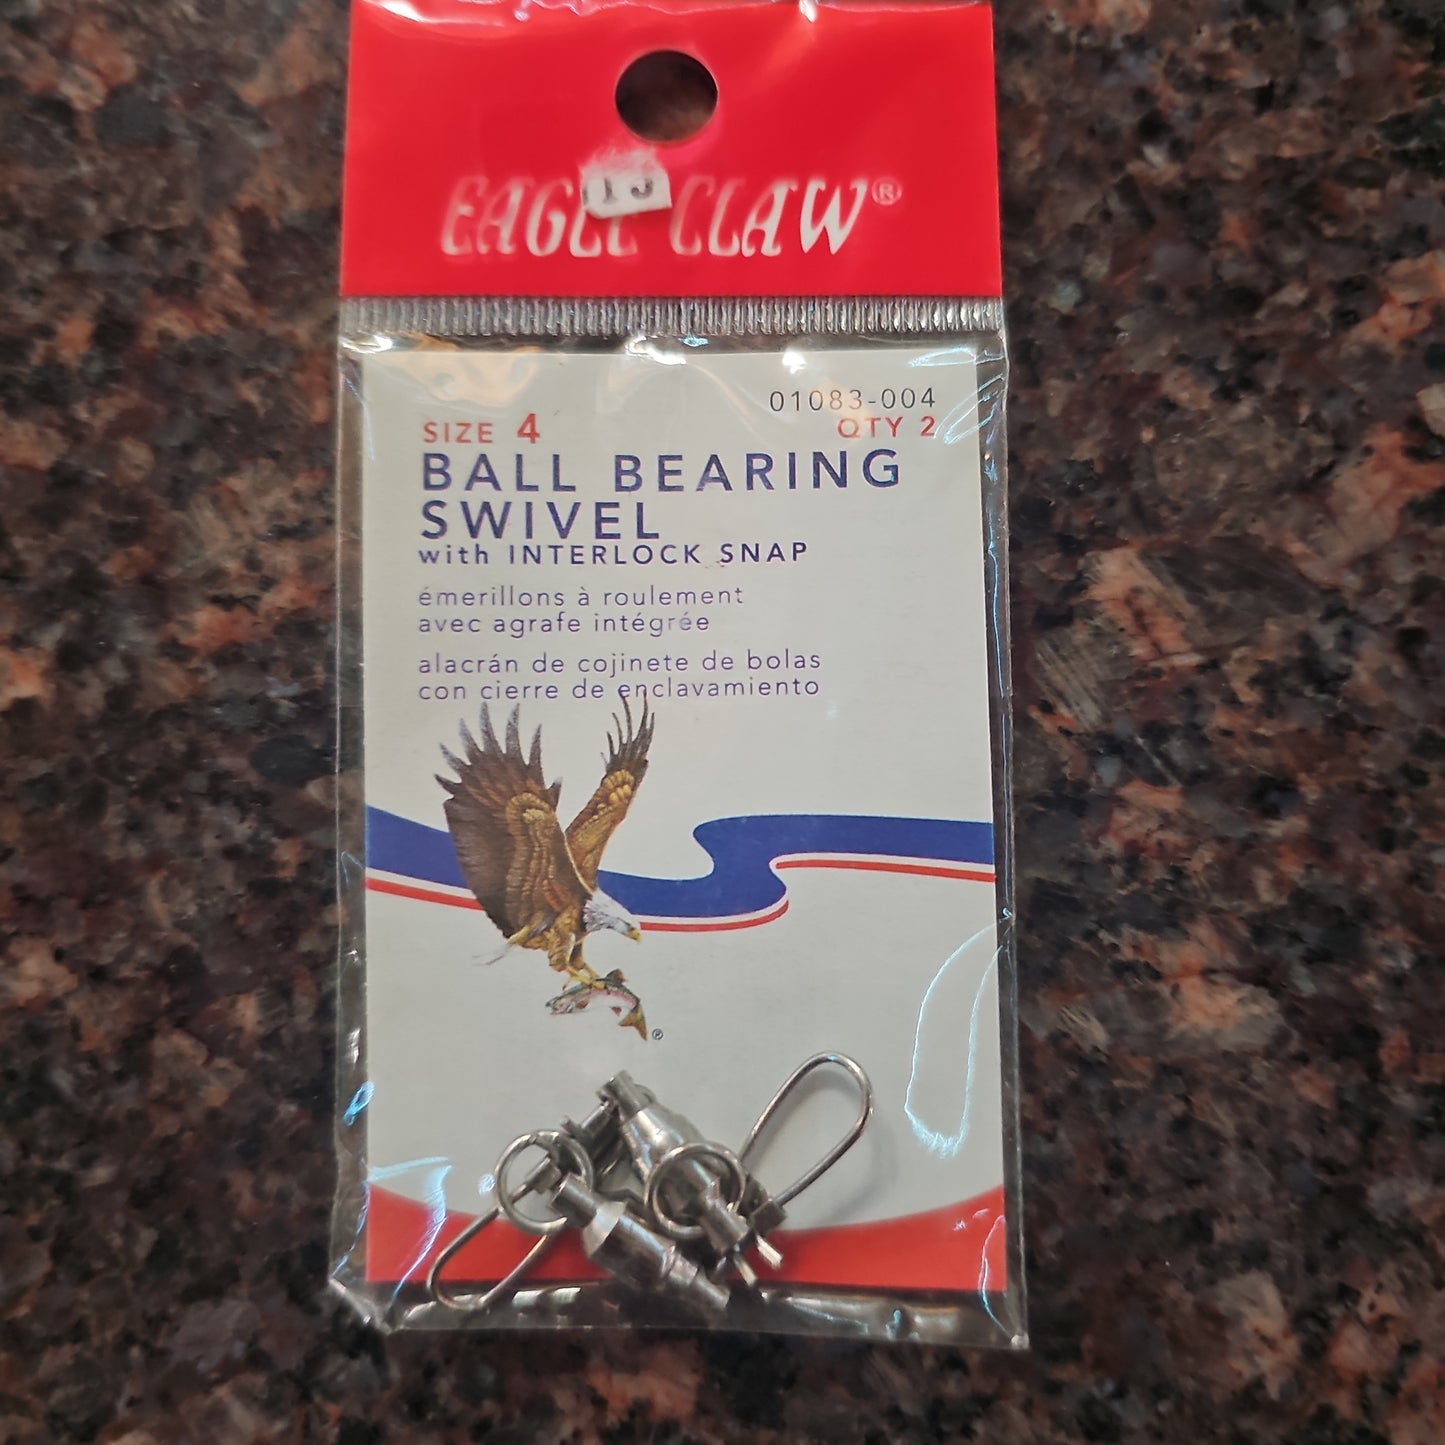 EAGLE CLAW®
01083-004
SIZE 4
QTY 2
BALL BEARING
SWIVEL
with INTERLOCK SNAP
émerillons à roulement
avec agrafe intégrée
alacrán de cojinete de bolas
con cierre de enclavamiento
®